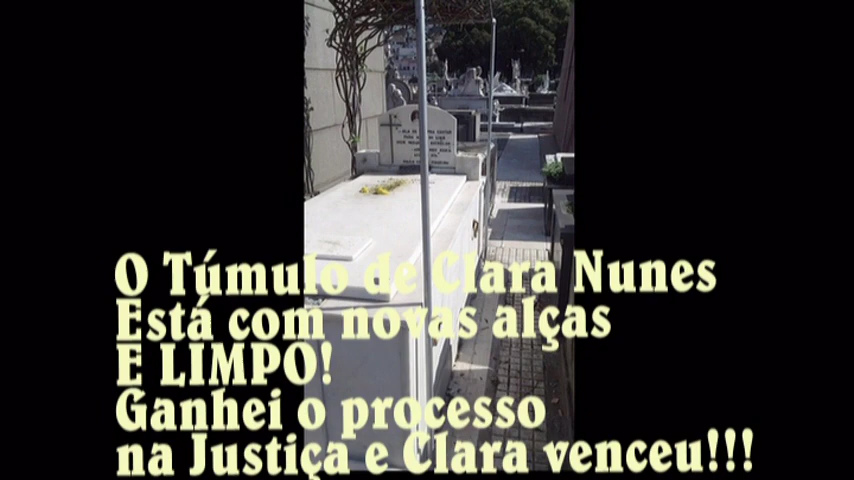 O Túmulo de Clara Nunes
Está com novas alças
E LIMPO!
Ganhei o processo
na Justiça e Clara venceu!!!